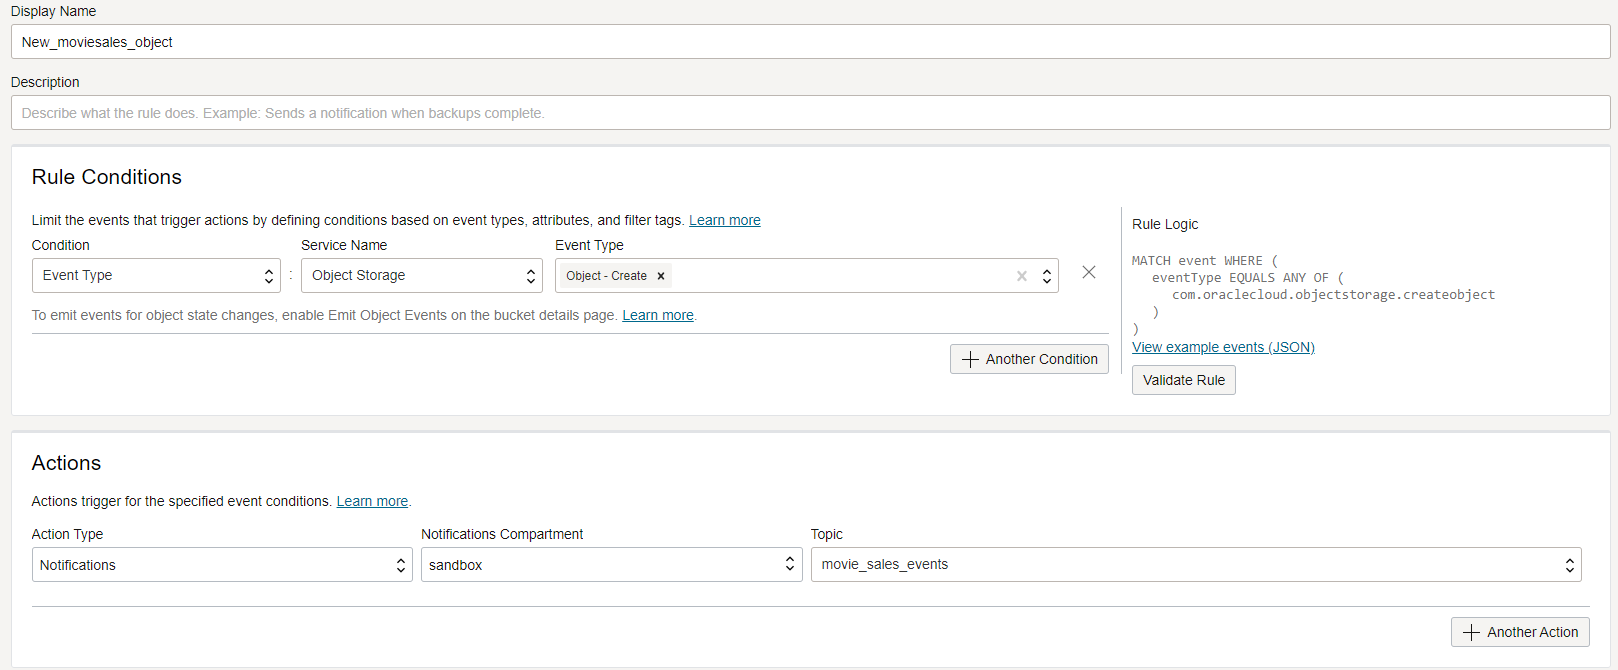 Display Name
New_moviesales_object
Description
Describe what the rule does. Example: Sends a notification when backups complete.
Rule Conditions
Limit the events that trigger actions by defining conditions based on event types, attributes, and filter tags. Learn more
Condition
Service Name
Event Type
Event Type
:
Object Storage
Object - Create
To emit events for object state changes, enable Emit Object Events on the bucket details page. Learn more.
Another Condition
Rule Logic
MATCH event WHERE (
eventType EQUALS ANY OF (
com.oraclecloud.objectstorage.createobject
)
)
View example events (JSON)
Validate Rule
Actions
Actions trigger for the specified event conditions. Learn more.
Action Type
Notifications Compartment
Topic
Notifications
sandbox
movie_sales_events
Another Action